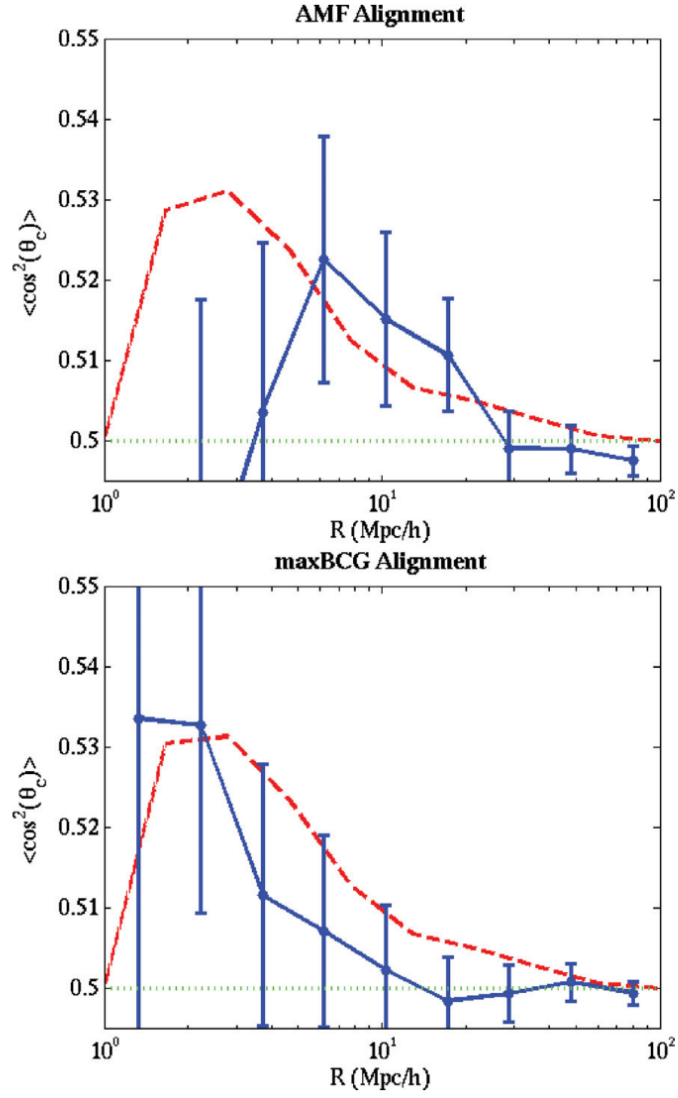 AMF Alignment
0.55
0.54
0.53
0.52
0.51
0.5
<cos²(θc)>
10⁰ 10¹ 10²
R (Mpc/h)
maxBCG Alignment
0.55
0.54
0.53
0.52
0.51
0.5
<cos²(θc)>
10⁰ 10¹ 10²
R (Mpc/h)